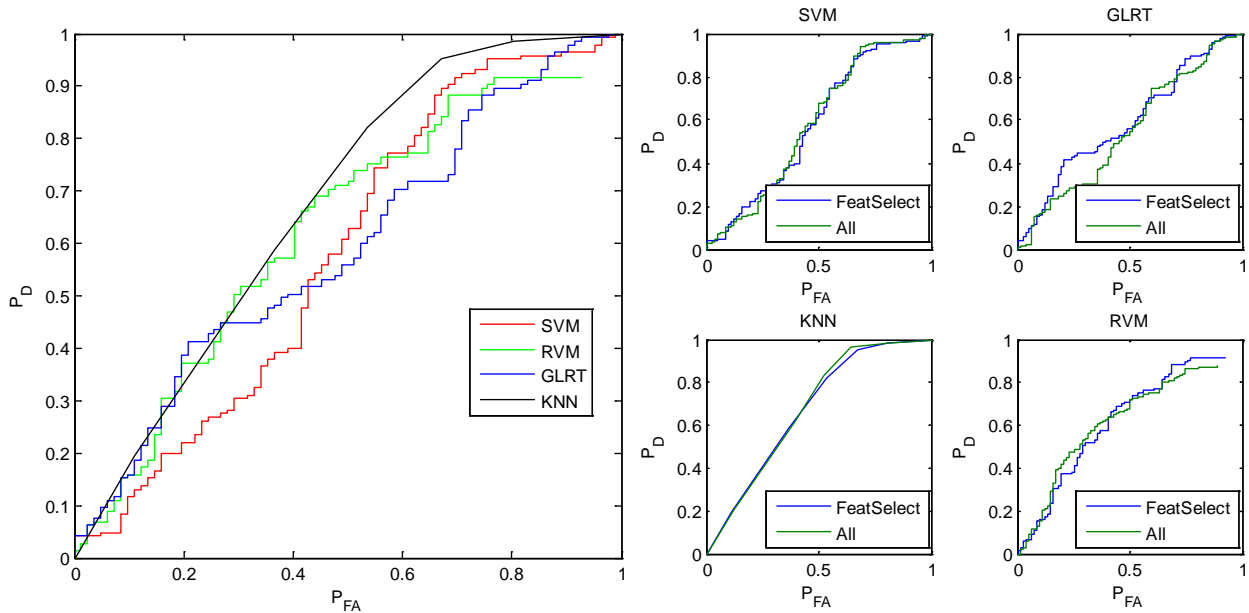 1
0.9
0.8
0.7
0.6
0.5
0.4
0.3
0.2
0.1
0
P_D
0 0.2 0.4 0.6 0.8 1
P_FA
SVM
RVM
GLRT
KNN
SVM
1
0.8
0.6
0.4
0.2
0
P_D
0 0.5 1
P_FA
FeatSelect
All
GLRT
1
0.8
0.6
0.4
0.2
0
P_D
0 0.5 1
P_FA
FeatSelect
All
KNN
1
0.8
0.6
0.4
0.2
0
P_D
0 0.5 1
P_FA
FeatSelect
All
RVM
1
0.8
0.6
0.4
0.2
0
P_D
0 0.5 1
P_FA
FeatSelect
All